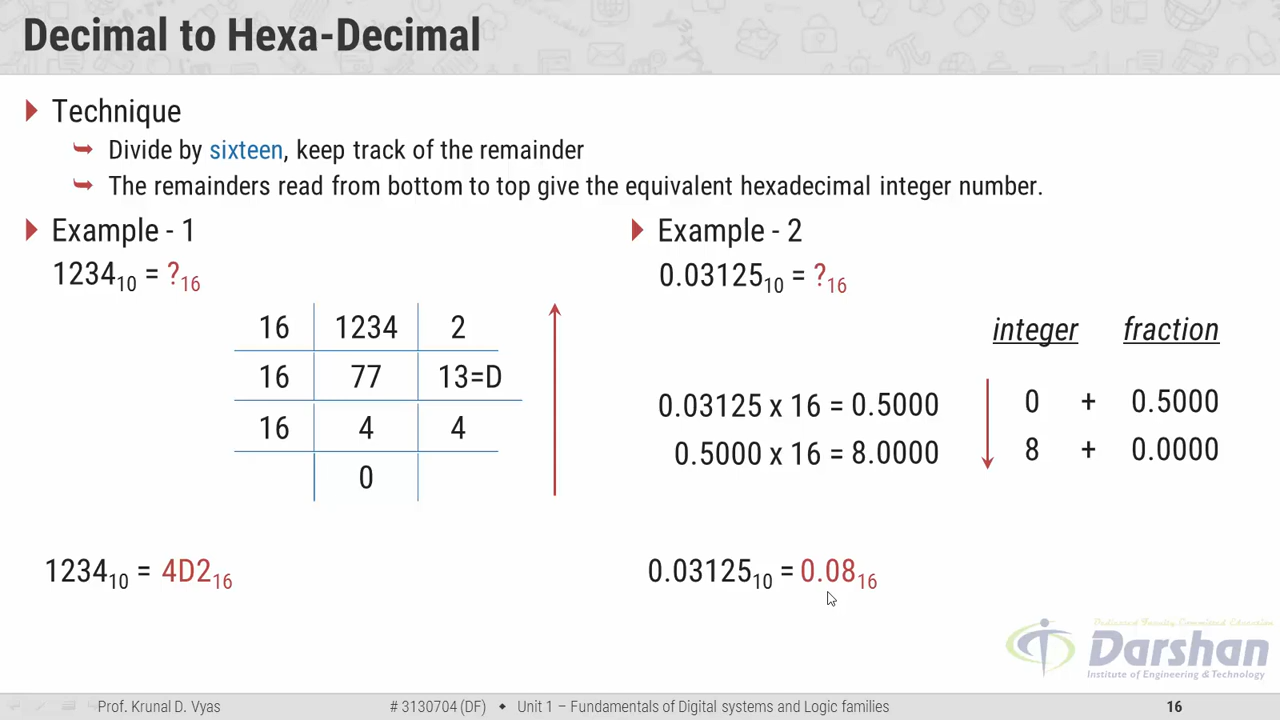 Decimal to Hexa-Decimal
Technique
Divide by sixteen, keep track of the remainder
The remainders read from bottom to top give the equivalent hexadecimal integer number.
Example - 1
1234₁₀ = ?₁₆
16 1234 2
16 77 13=D
16 4 4
0
1234₁₀ = 4D2₁₆
Example - 2
0.03125₁₀ = ?₁₆
integer fraction
0.03125 x 16 = 0.5000 0 + 0.5000
0.5000 x 16 = 8.0000 8 + 0.0000
0.03125₁₀ = 0.08₁₆
Dedicated Faculty Committed Education
Darshan
Institute of Engineering & Technology
Prof. Krunal D. Vyas # 3130704 (DF) ◆ Unit 1 – Fundamentals of Digital systems and Logic families 16